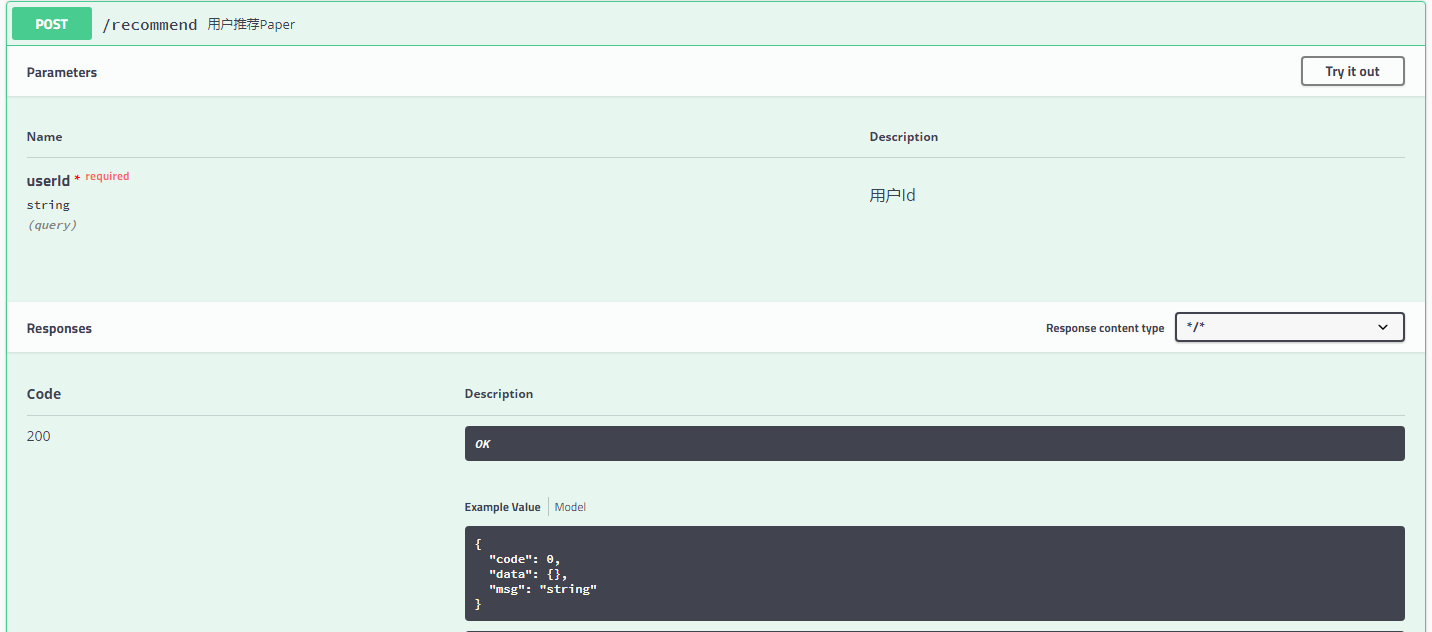 POST /recommend 用户推荐Paper
Parameters Try it out
Name Description
userId * required 用户Id
string
(query)
Responses Response content type */*
Code Description
200 OK
Example Value Model
{
"code": 0,
"data": {},
"msg": "string"
}